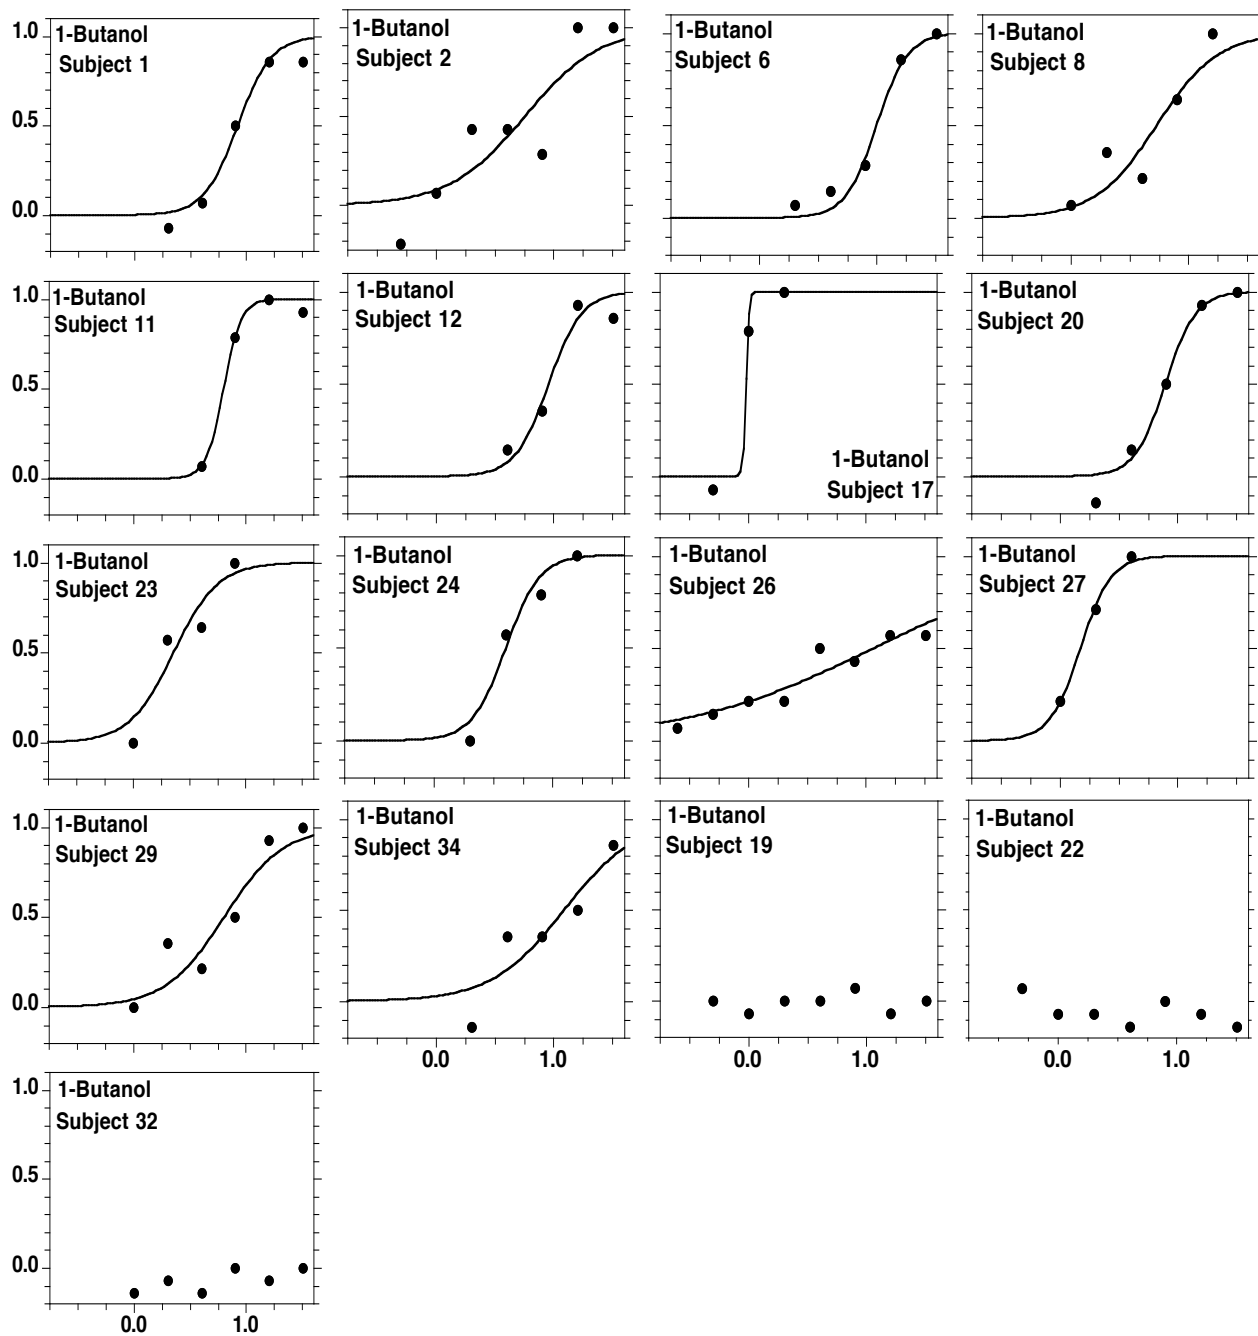 1.0
1-Butanol
Subject 1
0.5
0.0
1-Butanol
Subject 2
1-Butanol
Subject 6
1-Butanol
Subject 8
1.0
1-Butanol
Subject 11
0.5
0.0
1-Butanol
Subject 12
1-Butanol
Subject 17
1-Butanol
Subject 20
1.0
1-Butanol
Subject 23
0.5
0.0
1-Butanol
Subject 24
1-Butanol
Subject 26
1-Butanol
Subject 27
1.0
1-Butanol
Subject 29
0.5
0.0
1-Butanol
Subject 34
0.0 1.0
1-Butanol
Subject 19
0.0 1.0
1-Butanol
Subject 22
0.0 1.0
1.0
1-Butanol
Subject 32
0.5
0.0
0.0 1.0